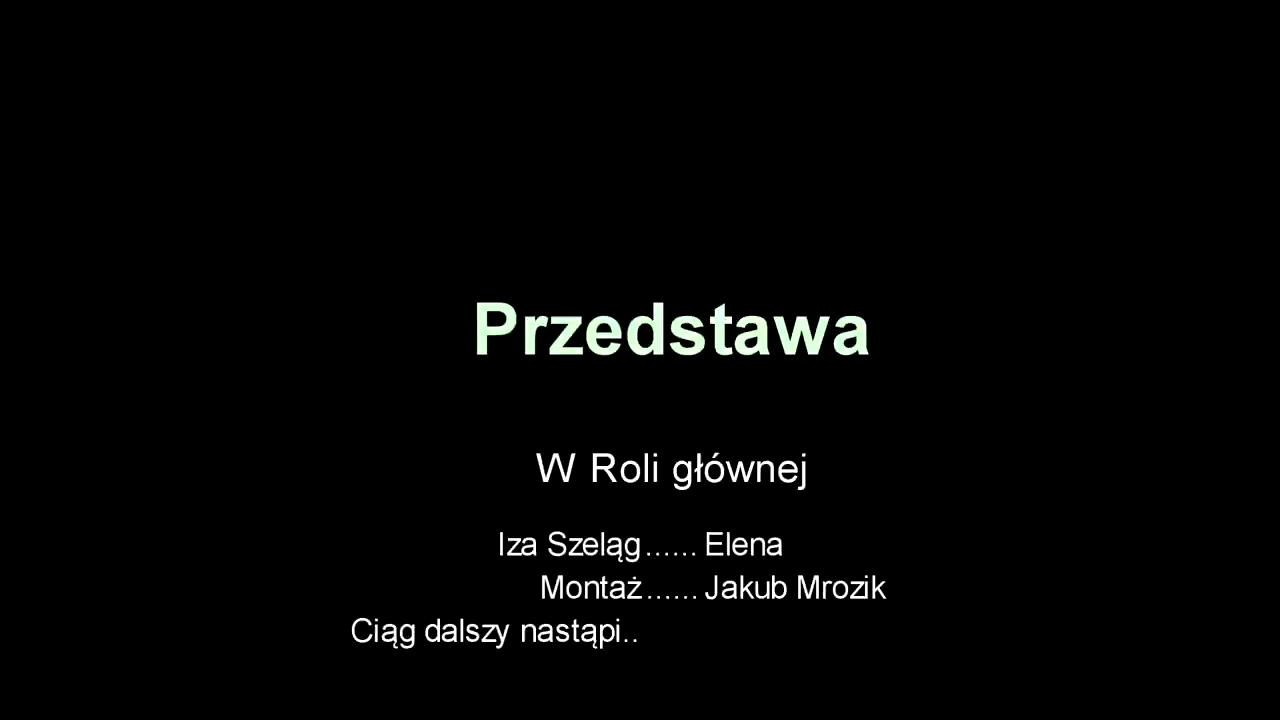 Przedstawa
W Roli głównej
Iza Szeląg...... Elena
Montaż...... Jakub Mrozik
Ciąg dalszy nastąpi..